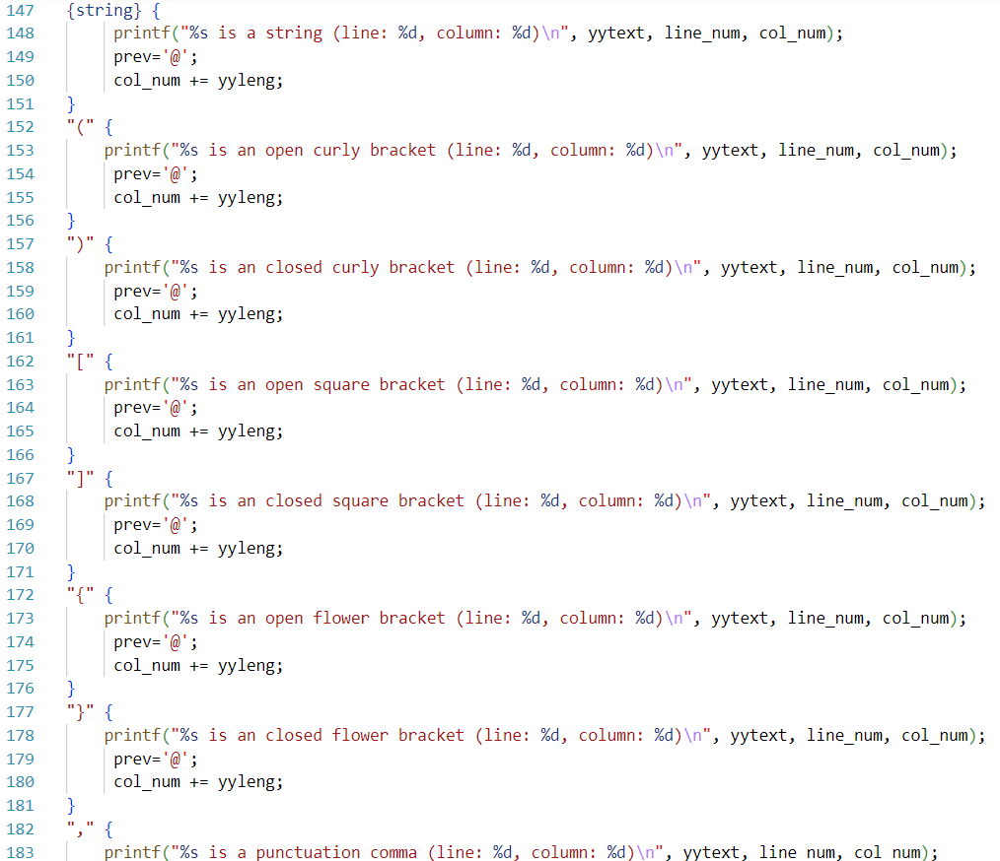 147 {string} {
148 printf("%s is a string (line: %d, column: %d)\n", yytext, line_num, col_num);
149 prev='@';
150 col_num += yyleng;
151 }
152 "(" {
153 printf("%s is an open curly bracket (line: %d, column: %d)\n", yytext, line_num, col_num);
154 prev='@';
155 col_num += yyleng;
156 }
157 ")" {
158 printf("%s is an closed curly bracket (line: %d, column: %d)\n", yytext, line_num, col_num);
159 prev='@';
160 col_num += yyleng;
161 }
162 "[" {
163 printf("%s is an open square bracket (line: %d, column: %d)\n", yytext, line_num, col_num);
164 prev='@';
165 col_num += yyleng;
166 }
167 "]" {
168 printf("%s is an closed square bracket (line: %d, column: %d)\n", yytext, line_num, col_num);
169 prev='@';
170 col_num += yyleng;
171 }
172 "{" {
173 printf("%s is an open flower bracket (line: %d, column: %d)\n", yytext, line_num, col_num);
174 prev='@';
175 col_num += yyleng;
176 }
177 "}" {
178 printf("%s is an closed flower bracket (line: %d, column: %d)\n", yytext, line_num, col_num);
179 prev='@';
180 col_num += yyleng;
181 }
182 "," {
183 printf("%s is a punctuation comma (line: %d, column: %d)\n", yytext, line_num, col_num);